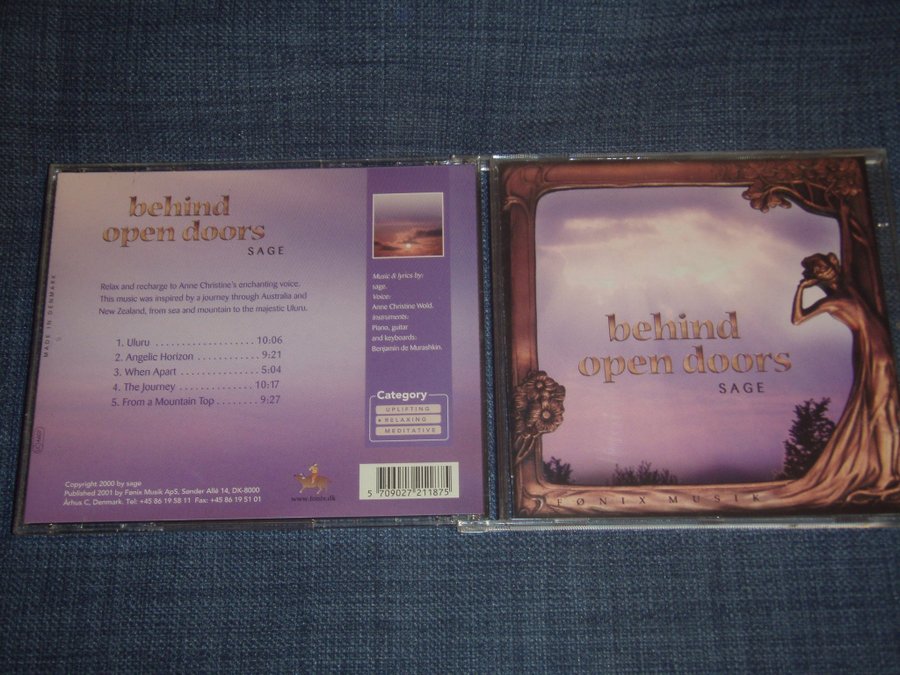 behind
open doors
SAGE
Relax and recharge to Anne Christine's enchanting voice.
This music was inspired by a journey through Australia and
New Zealand, from sea and mountain to the majestic Uluru.
1. Uluru .................... 10:06
2. Angelic Horizon ............ 9:21
3. When Apart ............... 5:04
4. The Journey .............. 10:17
5. From a Mountain Top ........ 9:27
MADE IN DENMARK
Copyright 2000 by sage
Published 2001 by Fønix Musik ApS, Sønder Allé 14, DK-8000
Århus C, Denmark. Tel: +45 86 19 58 11 Fax: +45 86 19 51 01
Music & lyrics by:
sage.
Voice:
Anne Christine Wold.
Instruments:
Piano, guitar
and keyboards:
Benjamin de Murashkin.
Category
UPLIFTING
RELAXING
MEDITATIVE
www.fonix.dk
5 709027 211875
behind
open doors
SAGE
FØNIX MUSIK